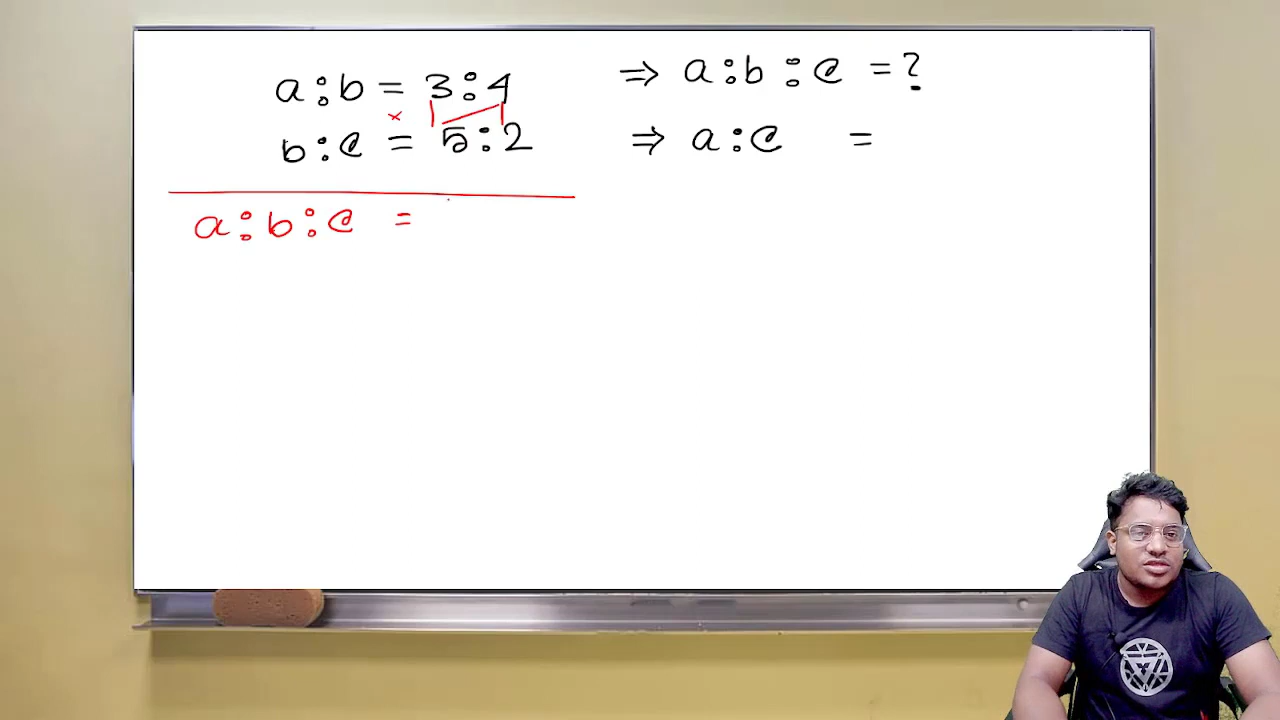 a:b = 3:4
×
b:c = 5:2
a:b:c =
⇒ a:b:c = ?
⇒ a:c =